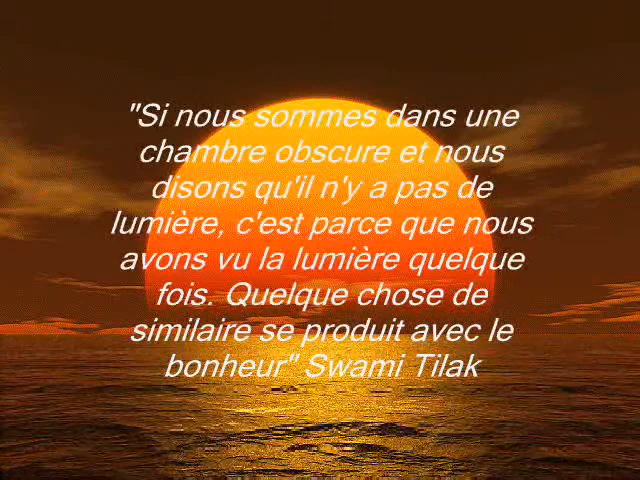 "Si nous sommes dans une
chambre obscure et nous
disons qu'il n'y a pas de
lumière, c'est parce que nous
avons vu la lumière quelque
fois. Quelque chose de
similaire se produit avec le
bonheur" Swami Tilak